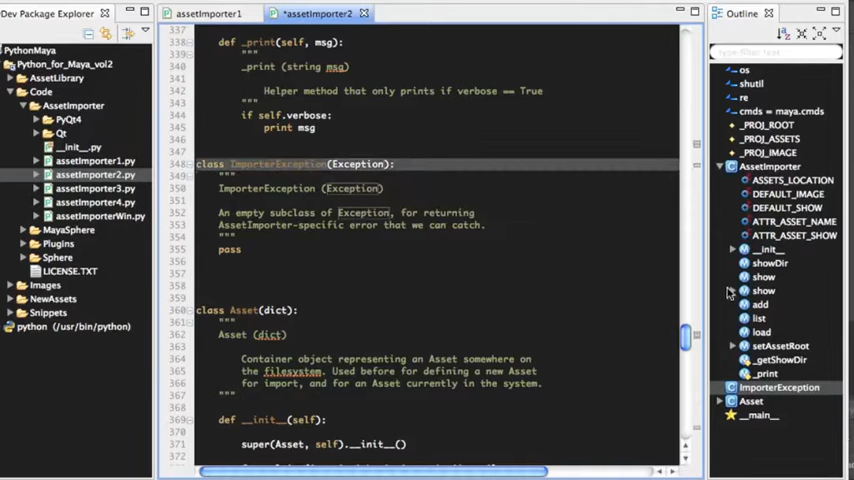 Dev Package Explorer
PythonMaya
Python_for_Maya_vol2
AssetLibrary
Code
AssetImporter
PyQt4
Qt
__init__.py
assetImporter1.py
assetImporter2.py
assetImporter3.py
assetImporter4.py
assetImporterWin.py
MayaSphere
Plugins
Sphere
LICENSE.TXT
Images
NewAssets
Snippets
python (/usr/bin/python)
assetImporter1
*assetImporter2
337
338 def _print(self, msg):
339 """
340 _print (string msg)
341
342 Helper method that only prints if verbose == True
343 """
344 if self.verbose:
345 print msg
346
347
348 class ImporterException(Exception):
349 """
350 ImporterException (Exception)
351
352 An empty subclass of Exception, for returning
353 AssetImporter-specific error that we can catch.
354 """
355 pass
356
357
358
359
360 class Asset(dict):
361 """
362 Asset (dict)
363
364 Container object representing an Asset somewhere on
365 the filesystem. Used before for defining a new Asset
366 for import, and for an Asset currently in the system.
367 """
368
369 def __init__(self):
370
371 super(Asset, self).__init__()
372
Outline
type filter text
os
shutil
re
cmds = maya.cmds
_PROJ_ROOT
_PROJ_ASSETS
_PROJ_IMAGE
AssetImporter
ASSETS_LOCATION
DEFAULT_IMAGE
DEFAULT_SHOW
ATTR_ASSET_NAME
ATTR_ASSET_SHOW
__init__
showDir
show
show
add
list
load
setAssetRoot
_getShowDir
_print
ImporterException
Asset
__main__